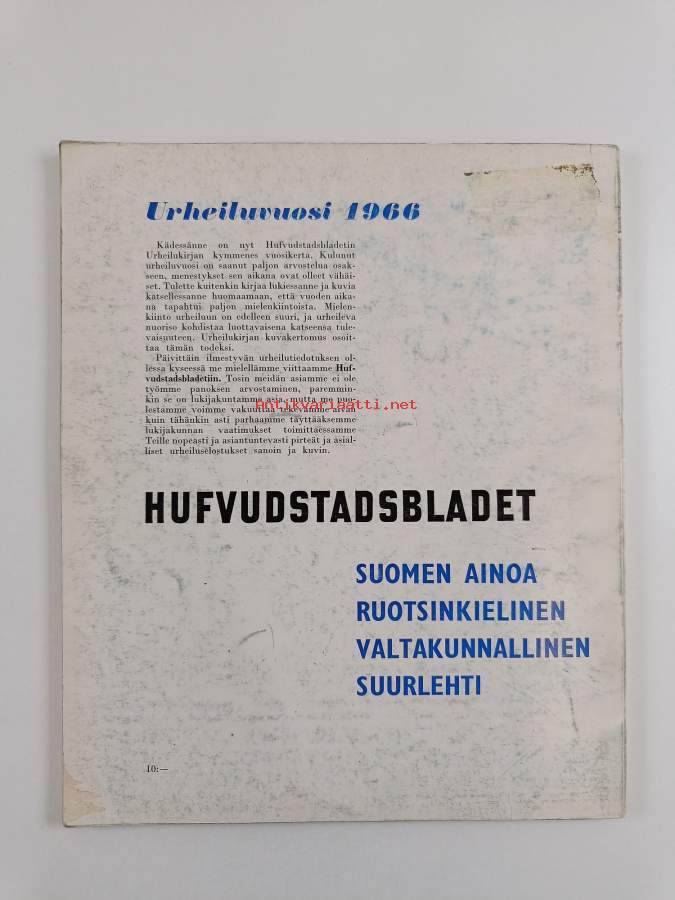 Urheiluvuosi 1966
Kädessänne on nyt Hufvudstadsbladetin
Urheilukirjan kymmenes vuosikerta. Kulunut
urheiluvuosi on saanut paljon arvostelua osak-
seen, menestykset sen aikana ovat olleet vähäi-
set. Tulette kuitenkin kirjaa lukiessanne ja kuvia
katsellessanne huomaamaan, että vuoden aika-
na tapahtui paljon mielenkiintoista. Mielen-
kiinto urheiluun on edelleen suuri, ja urheileva
nuoriso kohdistaa luottavaisena katseensa tule-
vaisuuteen. Urheilukirjan kuvakertomus osoit-
taa tämän todeksi.
Päivittäin ilmestyvän urheilutiedotuksen ol-
lessa kyseessä me mielellämme viittaamme Huf-
vudstadsbladetiin. Tosin meidän asiamme ei ole
työmme panoksen arvostaminen, paremmin-
kin se on lukijakuntamme asia, mutta me puo-
lestamme voimme vakuuttaa tekevämme aivan
kuin tähänkin asti parhaamme täyttääksemme
lukijakunnan vaatimukset toimittaessamme
Teille nopeasti ja asiantuntevasti pirteät ja asial-
liset urheiluselostukset sanoin ja kuvin.
Antikvariaatti.net
HUFVUDSTADSBLADET
SUOMEN AINOA
RUOTSINKIELINEN
VALTAKUNNALLINEN
SUURLEHTI
10:—